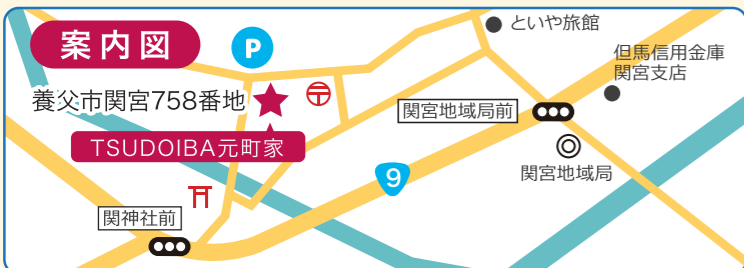 案内図
P
といや旅館
但馬信用金庫
関宮支店
養父市関宮758番地
関宮地域局前
TSUDOIBA元町家
関宮地域局
9
関神社前